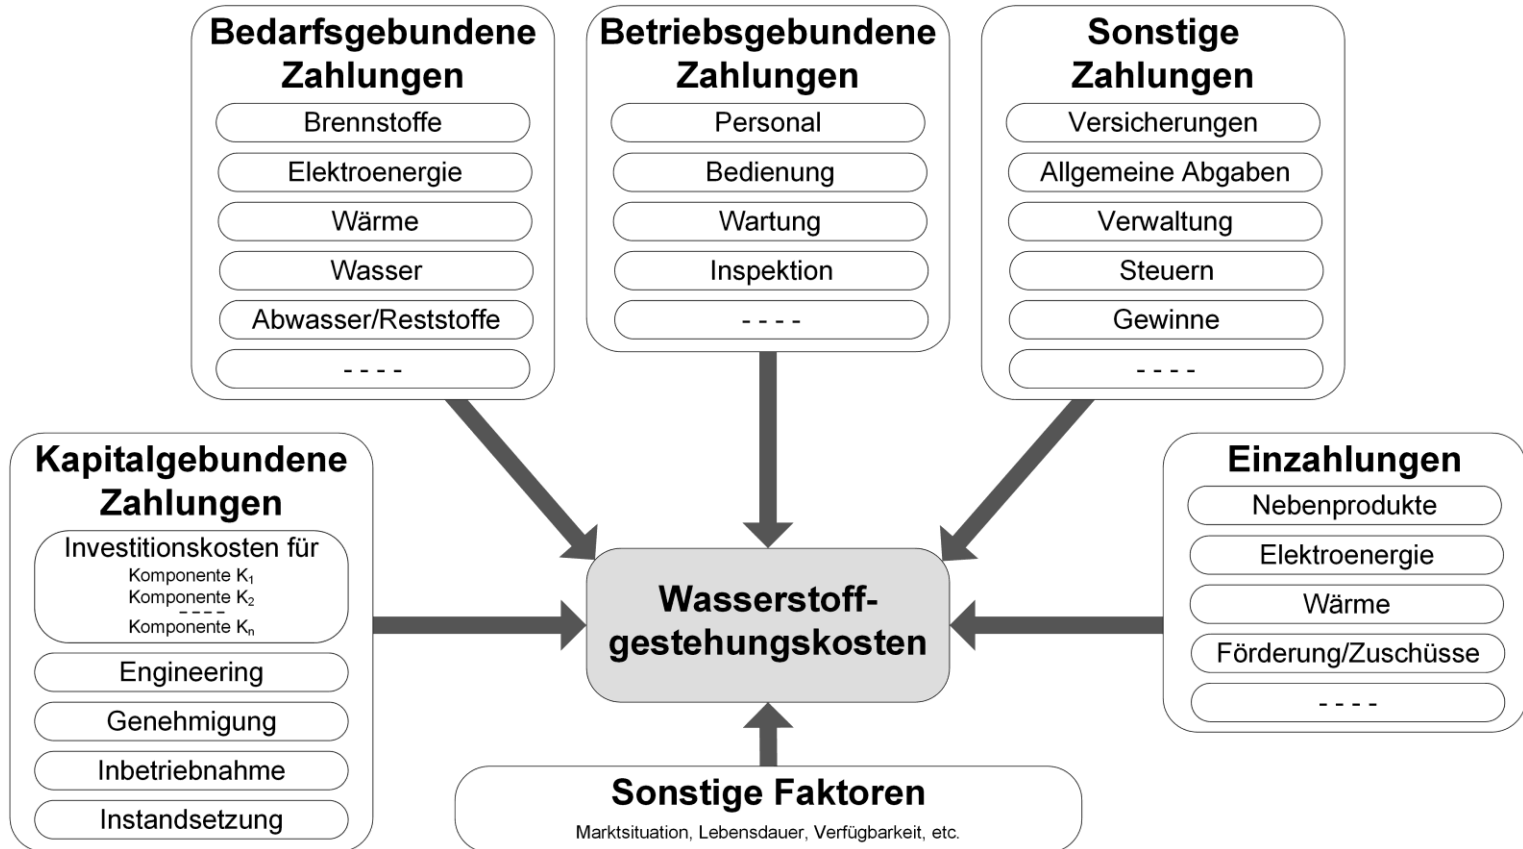 Bedarfsgebundene
Zahlungen
Brennstoffe
Elektroenergie
Wärme
Wasser
Abwasser/Reststoffe
- - - -
Betriebsgebundene
Zahlungen
Personal
Bedienung
Wartung
Inspektion
- - - -
Sonstige
Zahlungen
Versicherungen
Allgemeine Abgaben
Verwaltung
Steuern
Gewinne
- - - -
Kapitalgebundene
Zahlungen
Investitionskosten für
Komponente K₁
Komponente K₂
- - - -
Komponente Kₙ
Engineering
Genehmigung
Inbetriebnahme
Instandsetzung
Wasserstoff-
gestehungskosten
Einzahlungen
Nebenprodukte
Elektroenergie
Wärme
Förderung/Zuschüsse
- - - -
Sonstige Faktoren
Marktsituation, Lebensdauer, Verfügbarkeit, etc.